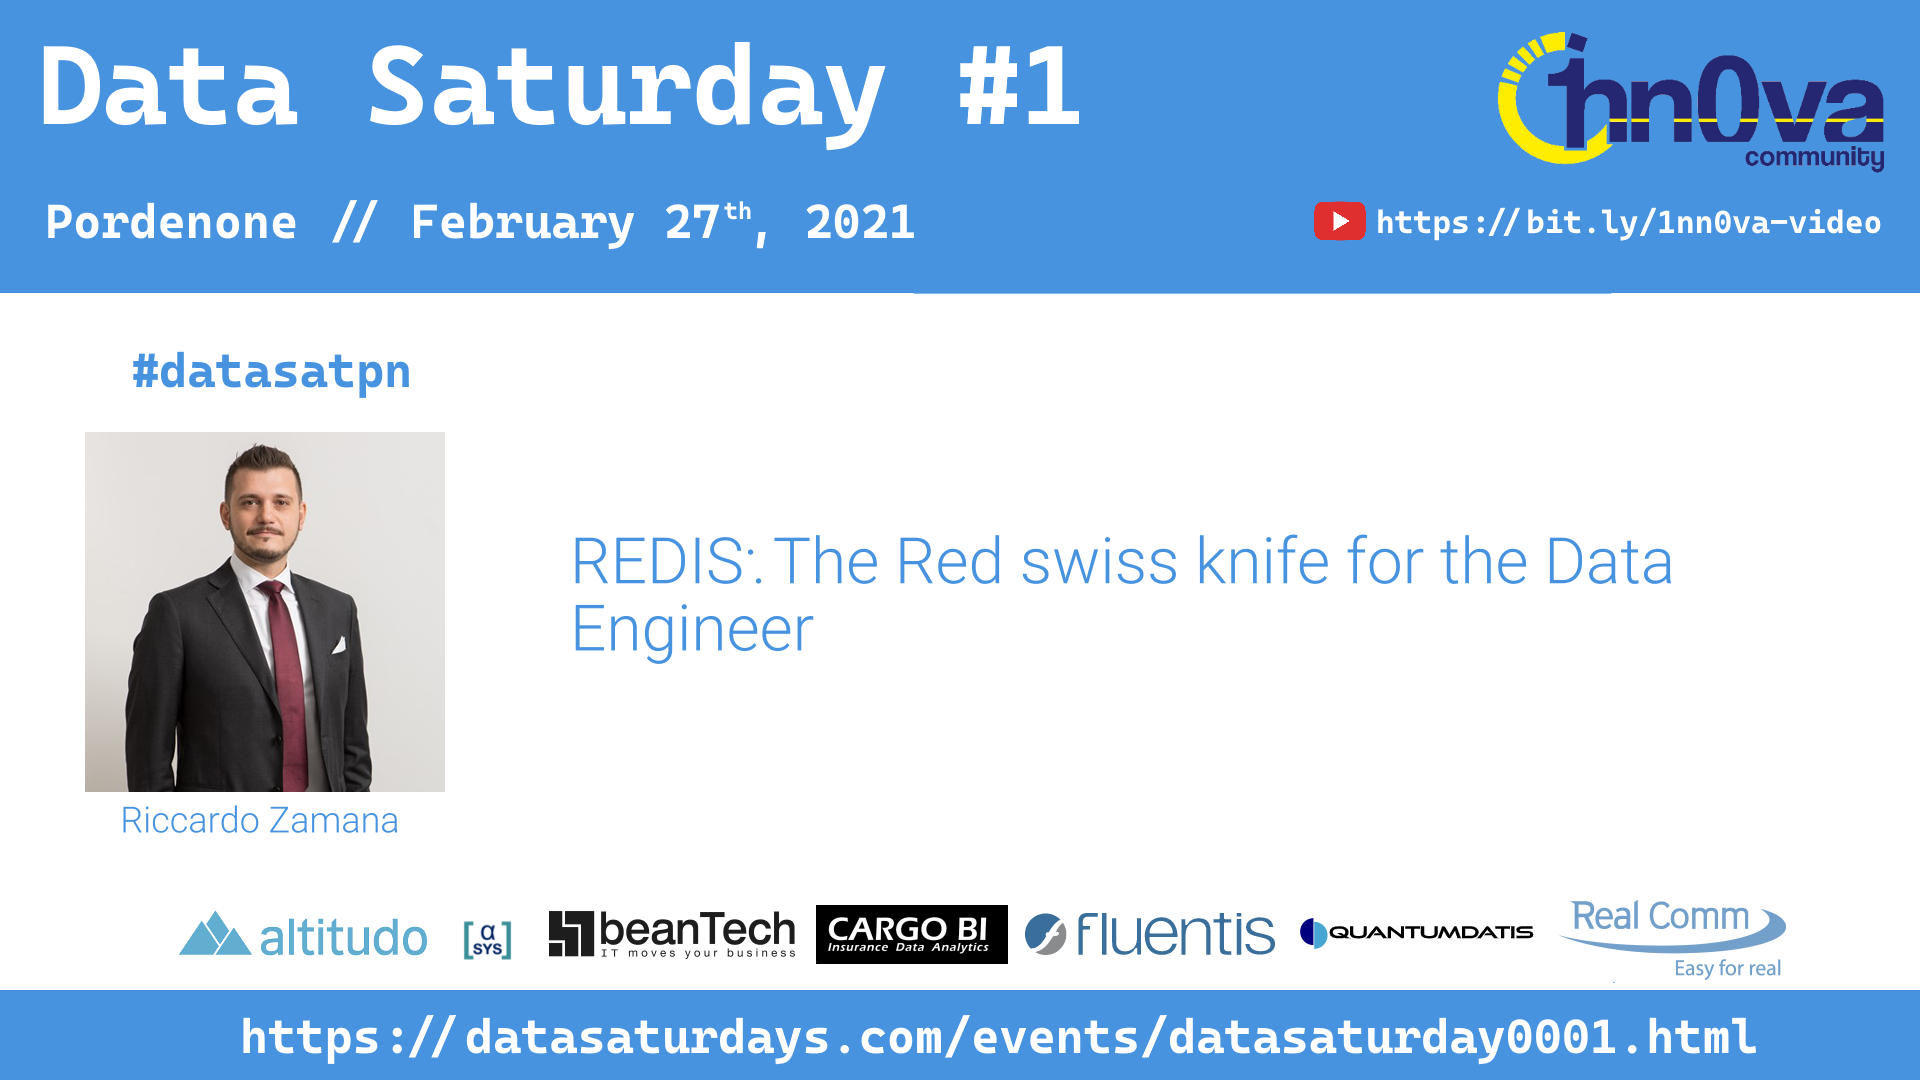 Data Saturday #1
1nn0va
community
Pordenone // February 27th, 2021
https://bit.ly/1nn0va-video
#datasatpn
REDIS: The Red swiss knife for the Data
Engineer
Riccardo Zamana
altitudo
[α
SYS]
beanTech
IT moves your business
CARGO BI
Insurance Data Analytics
fluentis
QUANTUMDATIS
Real Comm
Easy for real
https://datasaturdays.com/events/datasaturday0001.html